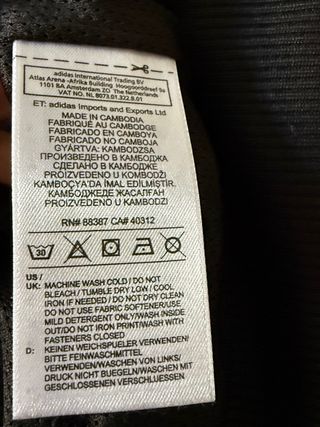 adidas International Trading BV
Atlas Arena -Afrika Building Hoogoorddreef 9a
1101 BA Amsterdam ZO The Netherlands
VAT NO. NL 8073.01.322.B.01
ET: adidas Imports and Exports Ltd
MADE IN CAMBODIA
FABRIQUÉ AU CAMBODGE
FABRICADO EN CAMBOYA
FABRICADO NO CAMBOJA
GYÁRTVA: KAMBODZSA
ПРОИЗВЕДЕНО В КАМБОДЖА
СДЕЛАНО В КАМБОДЖЕ
PROIZVEDENO U KOMBODŽI
KAMBOÇYA'DA İMAL EDİLMİŞTİR.
КАМБОДЖЕДЕ ЖАСАЛҒАН
PROIZVEDENO U KAMBODŽI
RN# 88387 CA# 40312
30
US /
UK: MACHINE WASH COLD / DO NOT
BLEACH / TUMBLE DRY LOW / COOL
IRON IF NEEDED / DO NOT DRY CLEAN
DO NOT USE FABRIC SOFTENER/USE
MILD DETERGENT ONLY/WASH INSIDE
OUT/DO NOT IRON PRINT/WASH WITH
FASTENERS CLOSED
D: KEINEN WEICHSPUELER VERWENDEN/
BITTE FEINWASCHMITTEL
VERWENDEN/WASCHEN VON LINKS/
DRUCK NICHT BUEGELN/WASCHEN MIT
GESCHLOSSENEN VERSCHLUESSEN